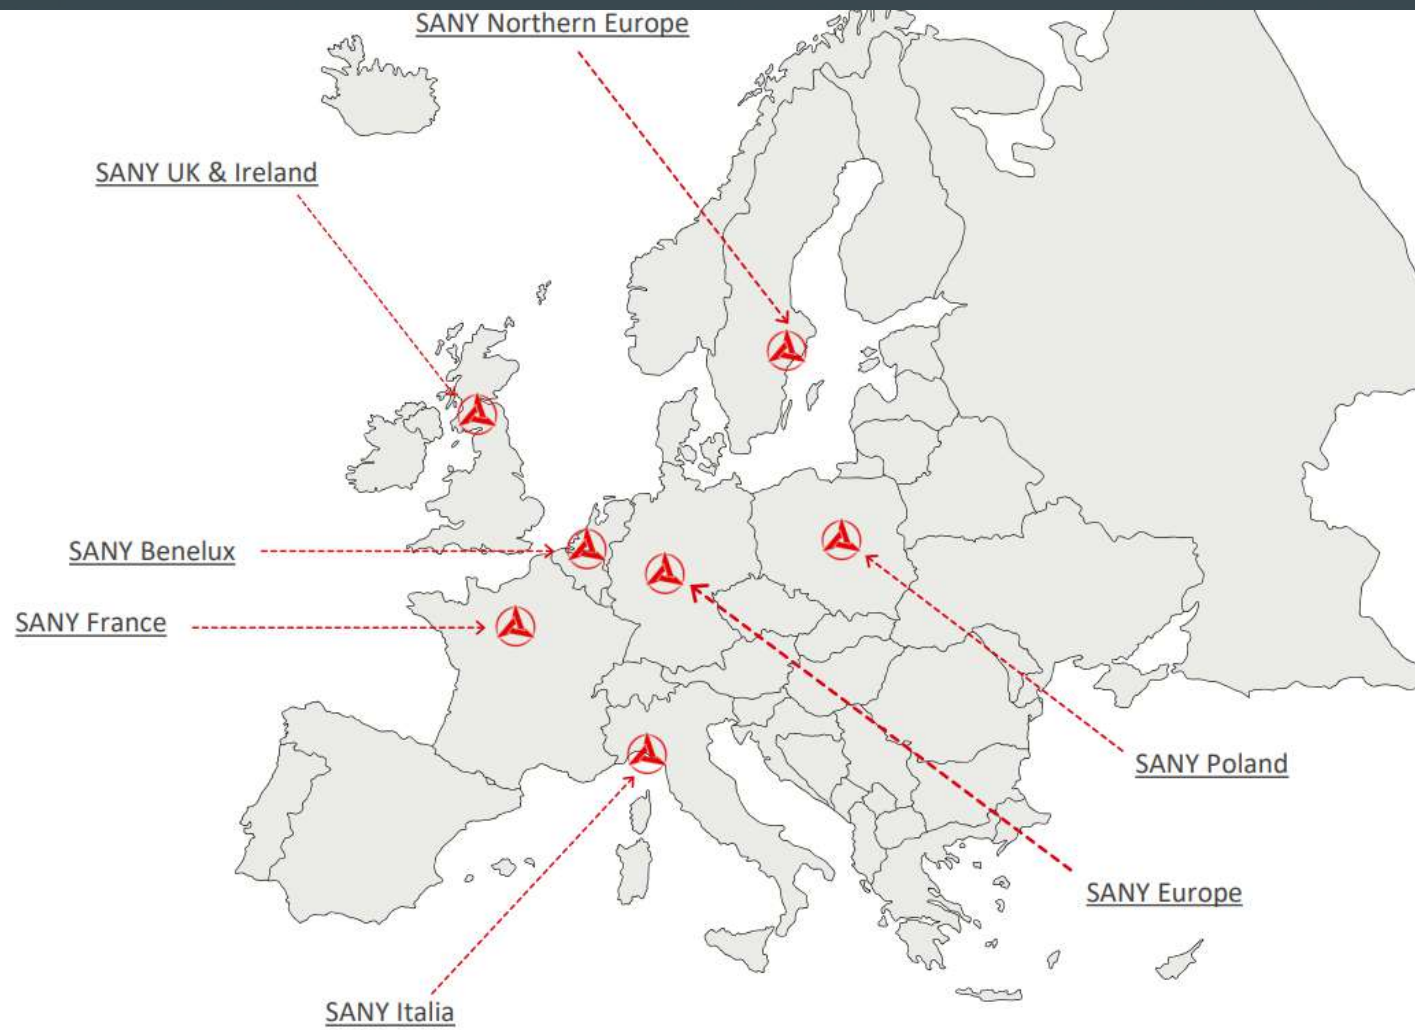 SANY Northern Europe
SANY UK & Ireland
SANY Benelux
SANY France
SANY Poland
SANY Europe
SANY Italia